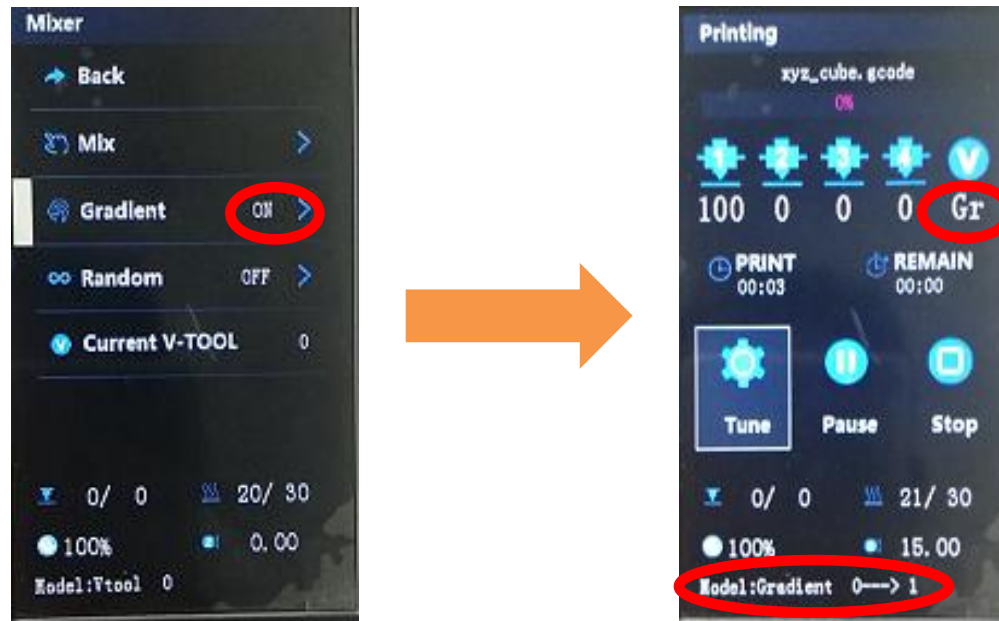 Mixer
Back
Mix >
Gradient ON >
Random OFF >
Current V-TOOL 0
0/ 0 20/ 30
100% 0.00
Model:Vtool 0
Printing
xyz_cube.gcode
0%
1 2 3 4 V
100 0 0 0 Gr
PRINT REMAIN
00:03 00:00
Tune Pause Stop
0/ 0 21/ 30
100% 15.00
Model:Gradient 0---> 1